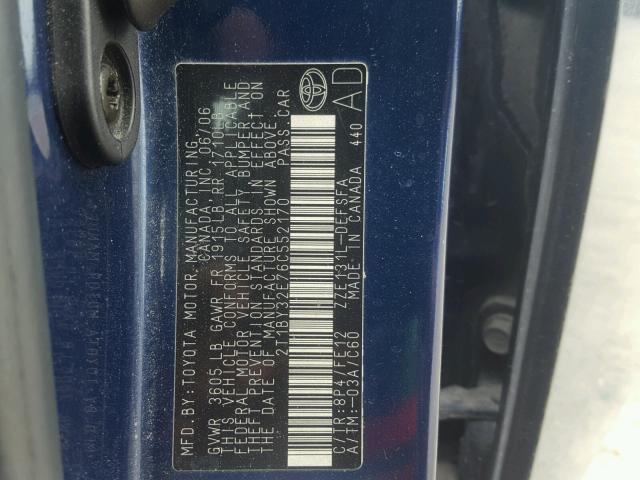 MFD.BY:TOYOTA MOTOR MANUFACTURING,
CANADA, INC. 06/06
GVWR 3605 LB GAWR FR 1915LB RR 1710LB
THIS VEHICLE CONFORMS TO ALL APPLICABLE
FEDERAL MOTOR VEHICLE SAFETY, BUMPER AND
THEFT PREVENTION STANDARDS IN EFFECT ON
THE DATE OF MANUFACTURE SHOWN ABOVE.
2T1BR32E76C652170 PASS.CAR
C/TR:8P4/FE12 ZZE131L-DEFSFA
A/TM:-03A/C60 MADE IN CANADA 440
AD